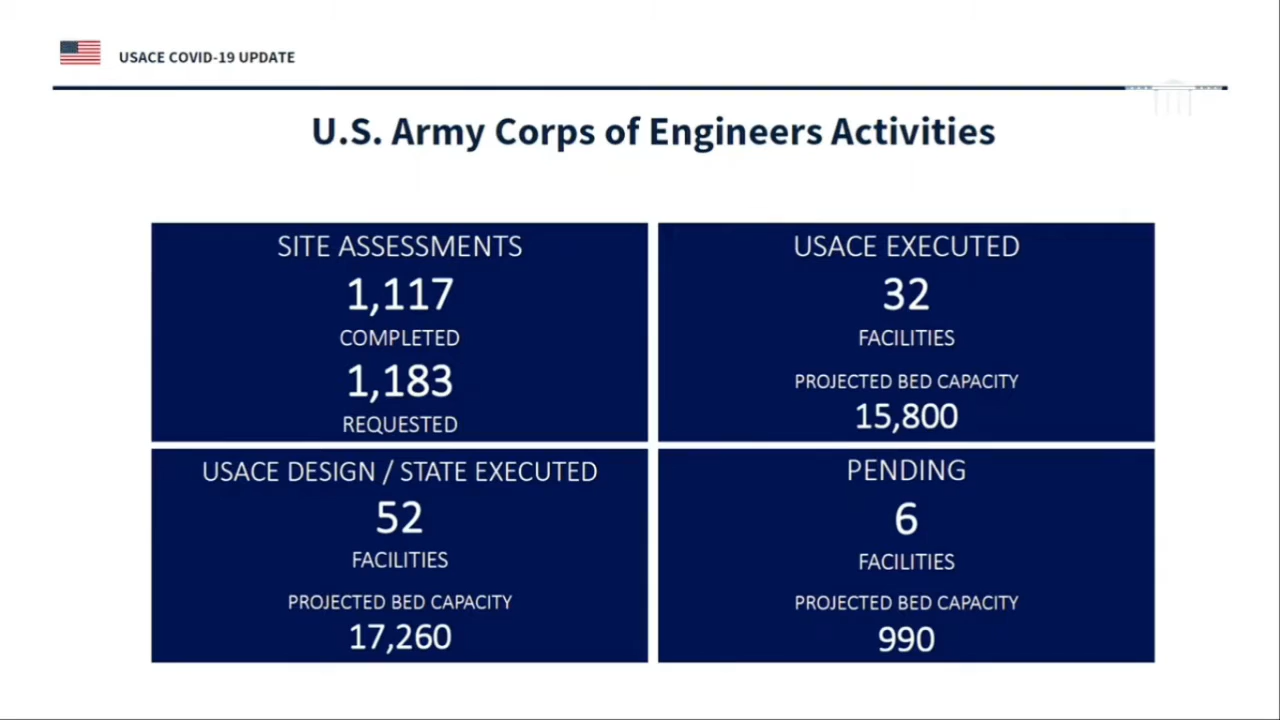 USACE COVID-19 UPDATE
U.S. Army Corps of Engineers Activities
SITE ASSESSMENTS
1,117
COMPLETED
1,183
REQUESTED
USACE EXECUTED
32
FACILITIES
PROJECTED BED CAPACITY
15,800
USACE DESIGN / STATE EXECUTED
52
FACILITIES
PROJECTED BED CAPACITY
17,260
PENDING
6
FACILITIES
PROJECTED BED CAPACITY
990